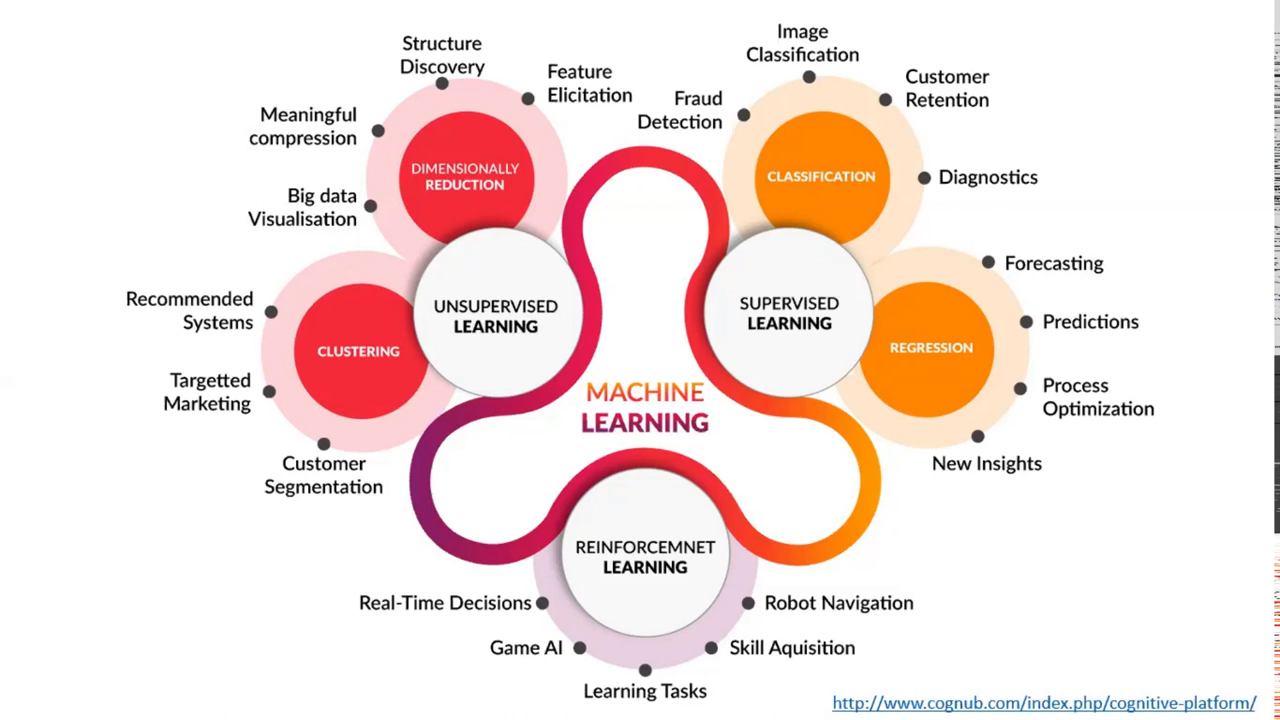 Structure
Discovery
Feature
Elicitation
Meaningful
compression
Big data
Visualisation
DIMENSIONALLY
REDUCTION
Recommended
Systems
Targetted
Marketing
Customer
Segmentation
CLUSTERING
UNSUPERVISED
LEARNING
Image
Classification
Fraud
Detection
Customer
Retention
Diagnostics
CLASSIFICATION
SUPERVISED
LEARNING
Forecasting
Predictions
Process
Optimization
New Insights
REGRESSION
MACHINE
LEARNING
REINFORCEMNET
LEARNING
Real-Time Decisions
Game AI
Learning Tasks
Skill Aquisition
Robot Navigation
http://www.cognub.com/index.php/cognitive-platform/